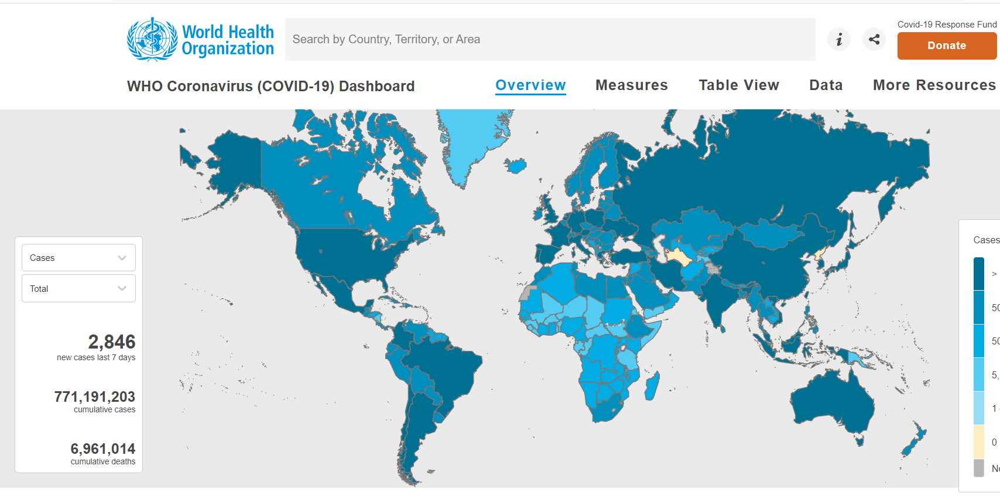 World Health
Organization
Search by Country, Territory, or Area
i
Covid-19 Response Fund
Donate
WHO Coronavirus (COVID-19) Dashboard
Overview
Measures
Table View
Data
More Resources
Cases
Total
2,846
new cases last 7 days
771,191,203
cumulative cases
6,961,014
cumulative deaths
Cases
>
50
50
5,
1
0
No